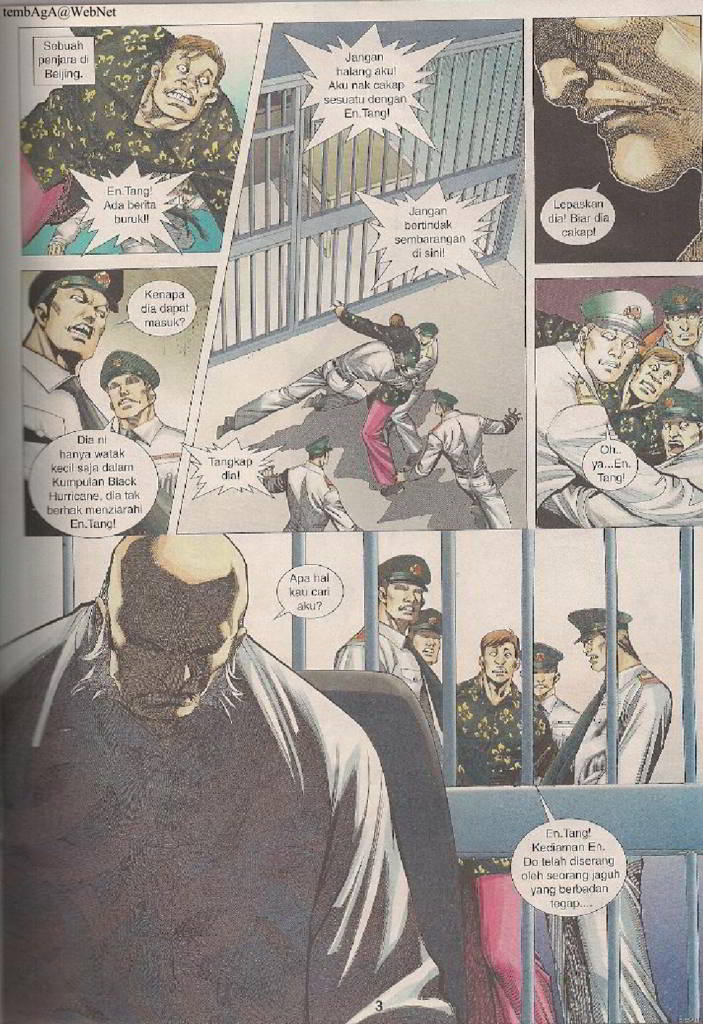 tembAgA@WebNet
Sebuah
penjara di
Beijing.
En.Tang!
Ada berita
buruk!!
Jangan
halang aku!
Aku nak cakap
sesuatu dengan
En.Tang!
Jangan
bertindak
sembarangan
di sini!
Tangkap
dia!
Lepaskan
dia! Biar dia
cakap!
Kenapa
dia dapat
masuk?
Dia ni
hanya watak
kecil saja dalam
Kumpulan Black
Hurricane, dia tak
berhak menziarahi
En.Tang!
Oh..
ya...En.
Tang!
Apa hal
kau cari
aku?
En.Tang!
Kediaman En.
Do telah diserang
oleh seorang jaguh
yang berbadan
tegap....
3